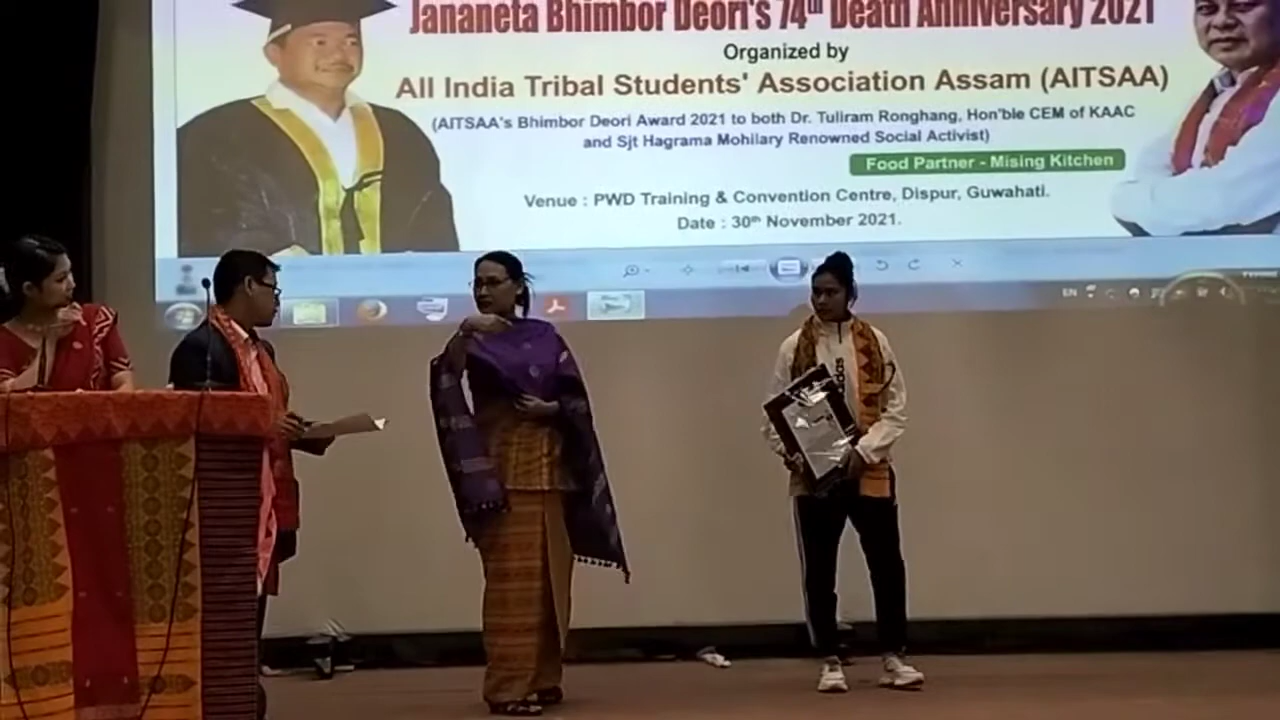 Jananeta Bhimbor Deori's 74th Death Anniversary 2021
Organized by
All India Tribal Students' Association Assam (AITSAA)
(AITSAA's Bhimbor Deori Award 2021 to both Dr. Tuliram Ronghang, Hon'ble CEM of KAAC
and Sjt Hagrama Mohilary Renowned Social Activist)
Food Partner - Mising Kitchen
Venue : PWD Training & Convention Centre, Dispur, Guwahati.
Date : 30th November 2021.
EN
adidas